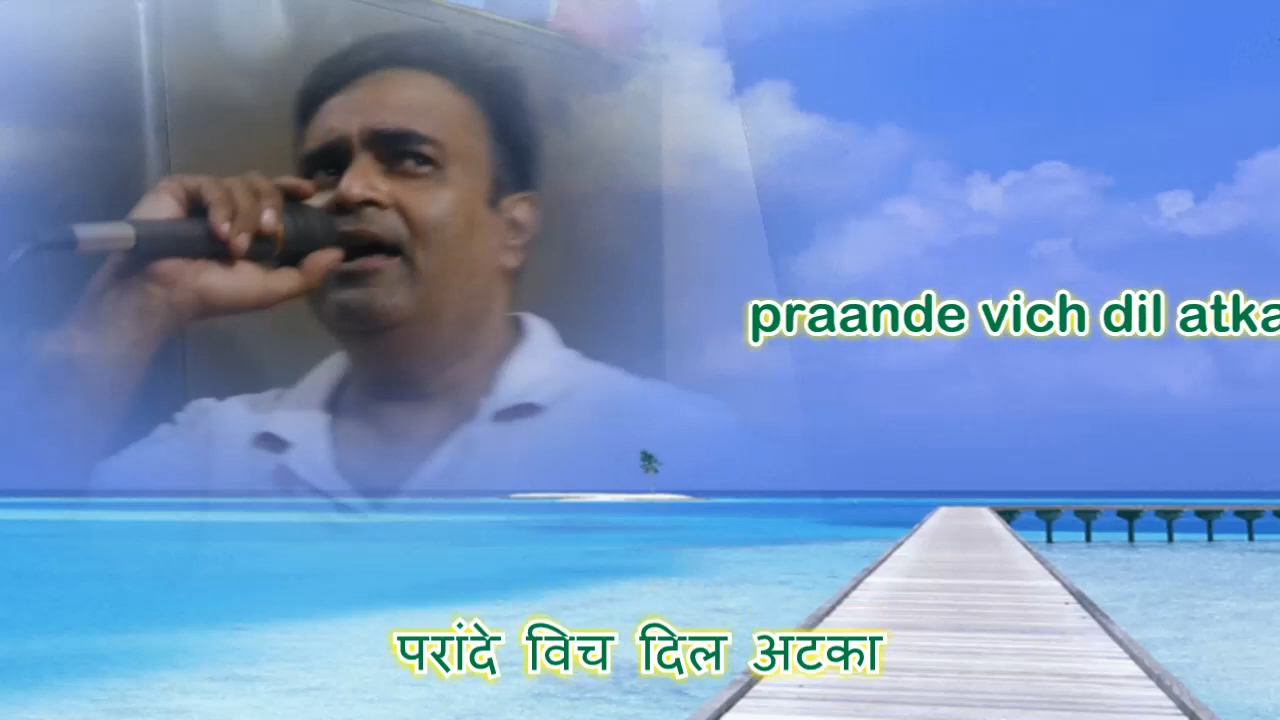 praande vich dil atka
परांदे विच दिल अटका